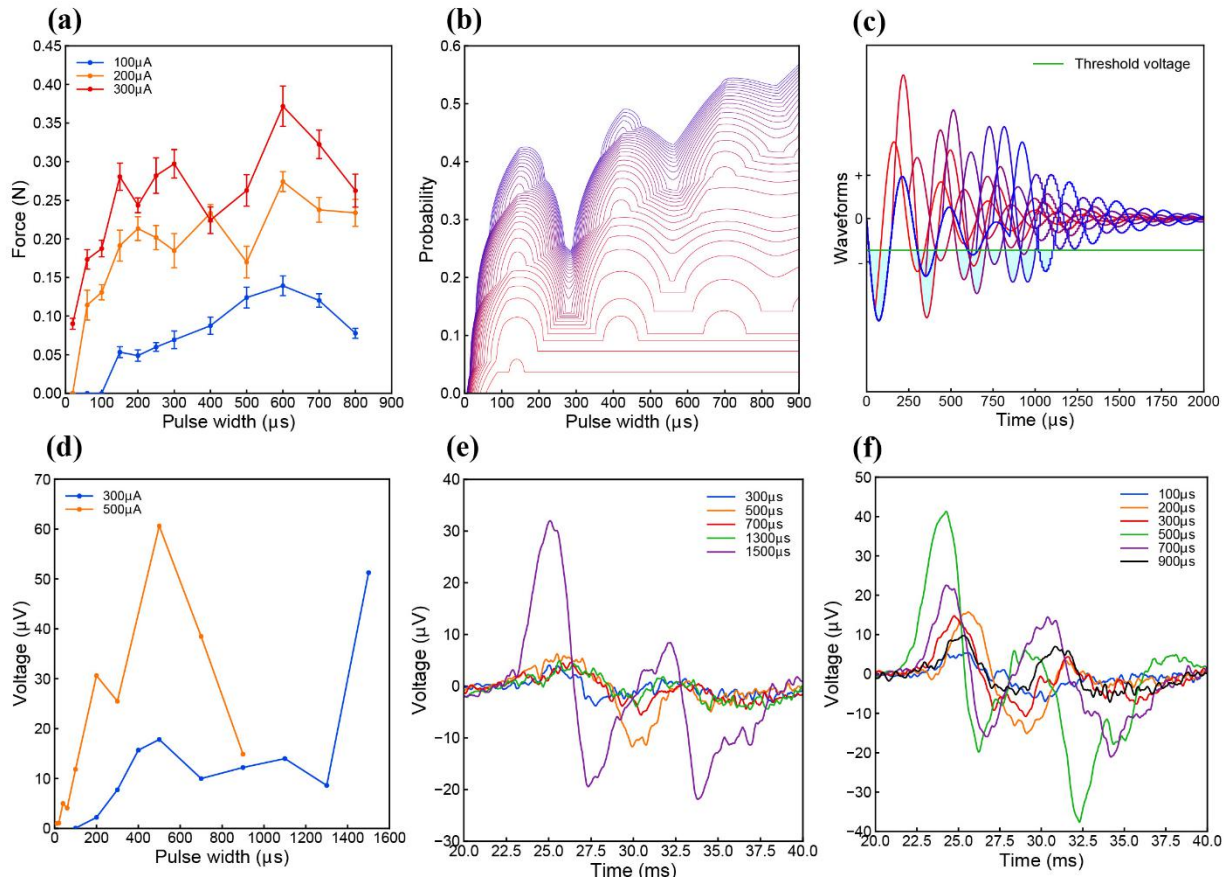 (a)
0.45
0.40
0.35
0.30
0.25
0.20
0.15
0.10
0.05
0.00
Force (N)
100μA
200μA
300μA
0 100 200 300 400 500 600 700 800 900
Pulse width (μs)
(b)
0.6
0.5
0.4
0.3
0.2
0.1
0.0
Probability
0 100 200 300 400 500 600 700 800 900
Pulse width (μs)
(c)
Threshold voltage
Waveforms
+
0
-
0 250 500 750 1000 1250 1500 1750 2000
Time (μs)
(d)
70
60
50
40
30
20
10
0
Voltage (μV)
300μA
500μA
0 200 400 600 800 1000 1200 1400 1600
Pulse width (μs)
(e)
40
30
20
10
0
−10
−20
−30
Voltage (μV)
300μs
500μs
700μs
1300μs
1500μs
20.0 22.5 25.0 27.5 30.0 32.5 35.0 37.5 40.0
Time (ms)
(f)
50
40
30
20
10
0
−10
−20
−30
−40
Voltage (μV)
100μs
200μs
300μs
500μs
700μs
900μs
20.0 22.5 25.0 27.5 30.0 32.5 35.0 37.5 40.0
Time (ms)